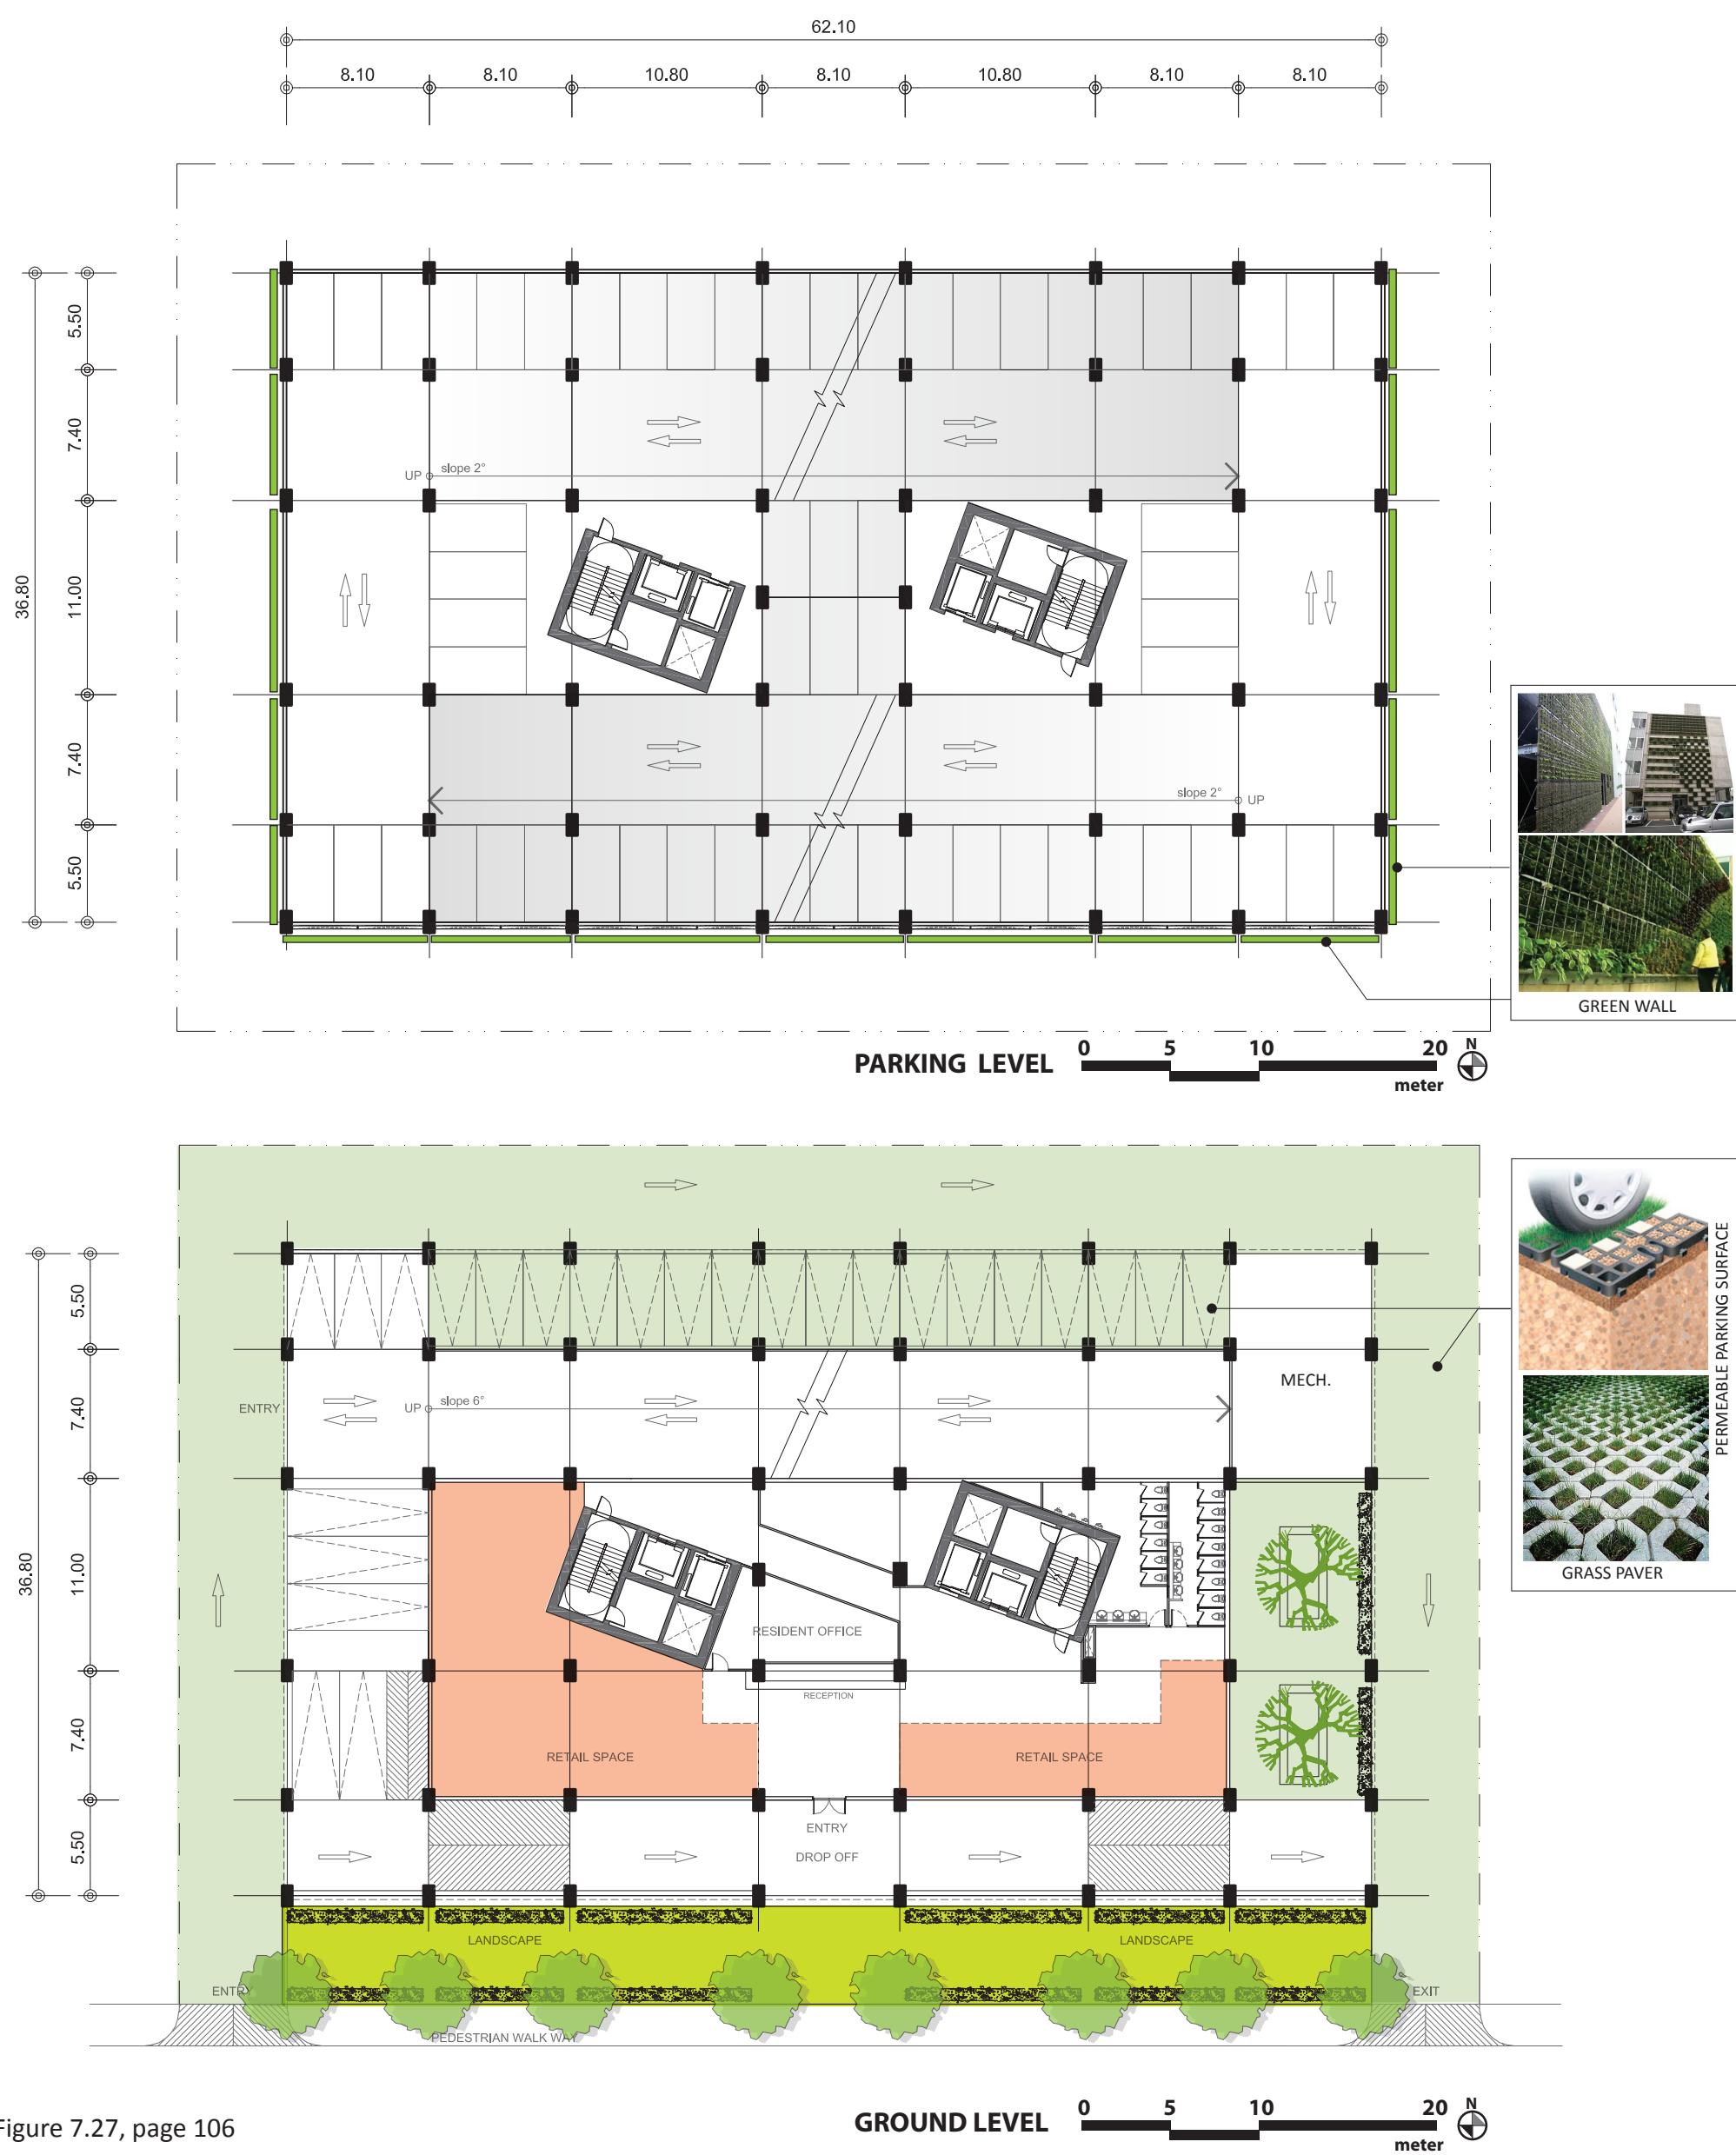 62.10
8.10 8.10 10.80 8.10 10.80 8.10 8.10
36.80
5.50
7.40
11.00
7.40
5.50
UP slope 2°
slope 2° UP
GREEN WALL
PARKING LEVEL
0 5 10 20
meter
N
36.80
5.50
7.40
11.00
7.40
5.50
ENTRY
UP slope 6°
MECH.
PERMEABLE PARKING SURFACE
GRASS PAVER
RESIDENT OFFICE
RECEPTION
RETAIL SPACE
RETAIL SPACE
ENTRY
DROP OFF
LANDSCAPE
LANDSCAPE
ENTR
EXIT
PEDESTRIAN WALK WAY
GROUND LEVEL
0 5 10 20
meter
N
igure 7.27, page 106